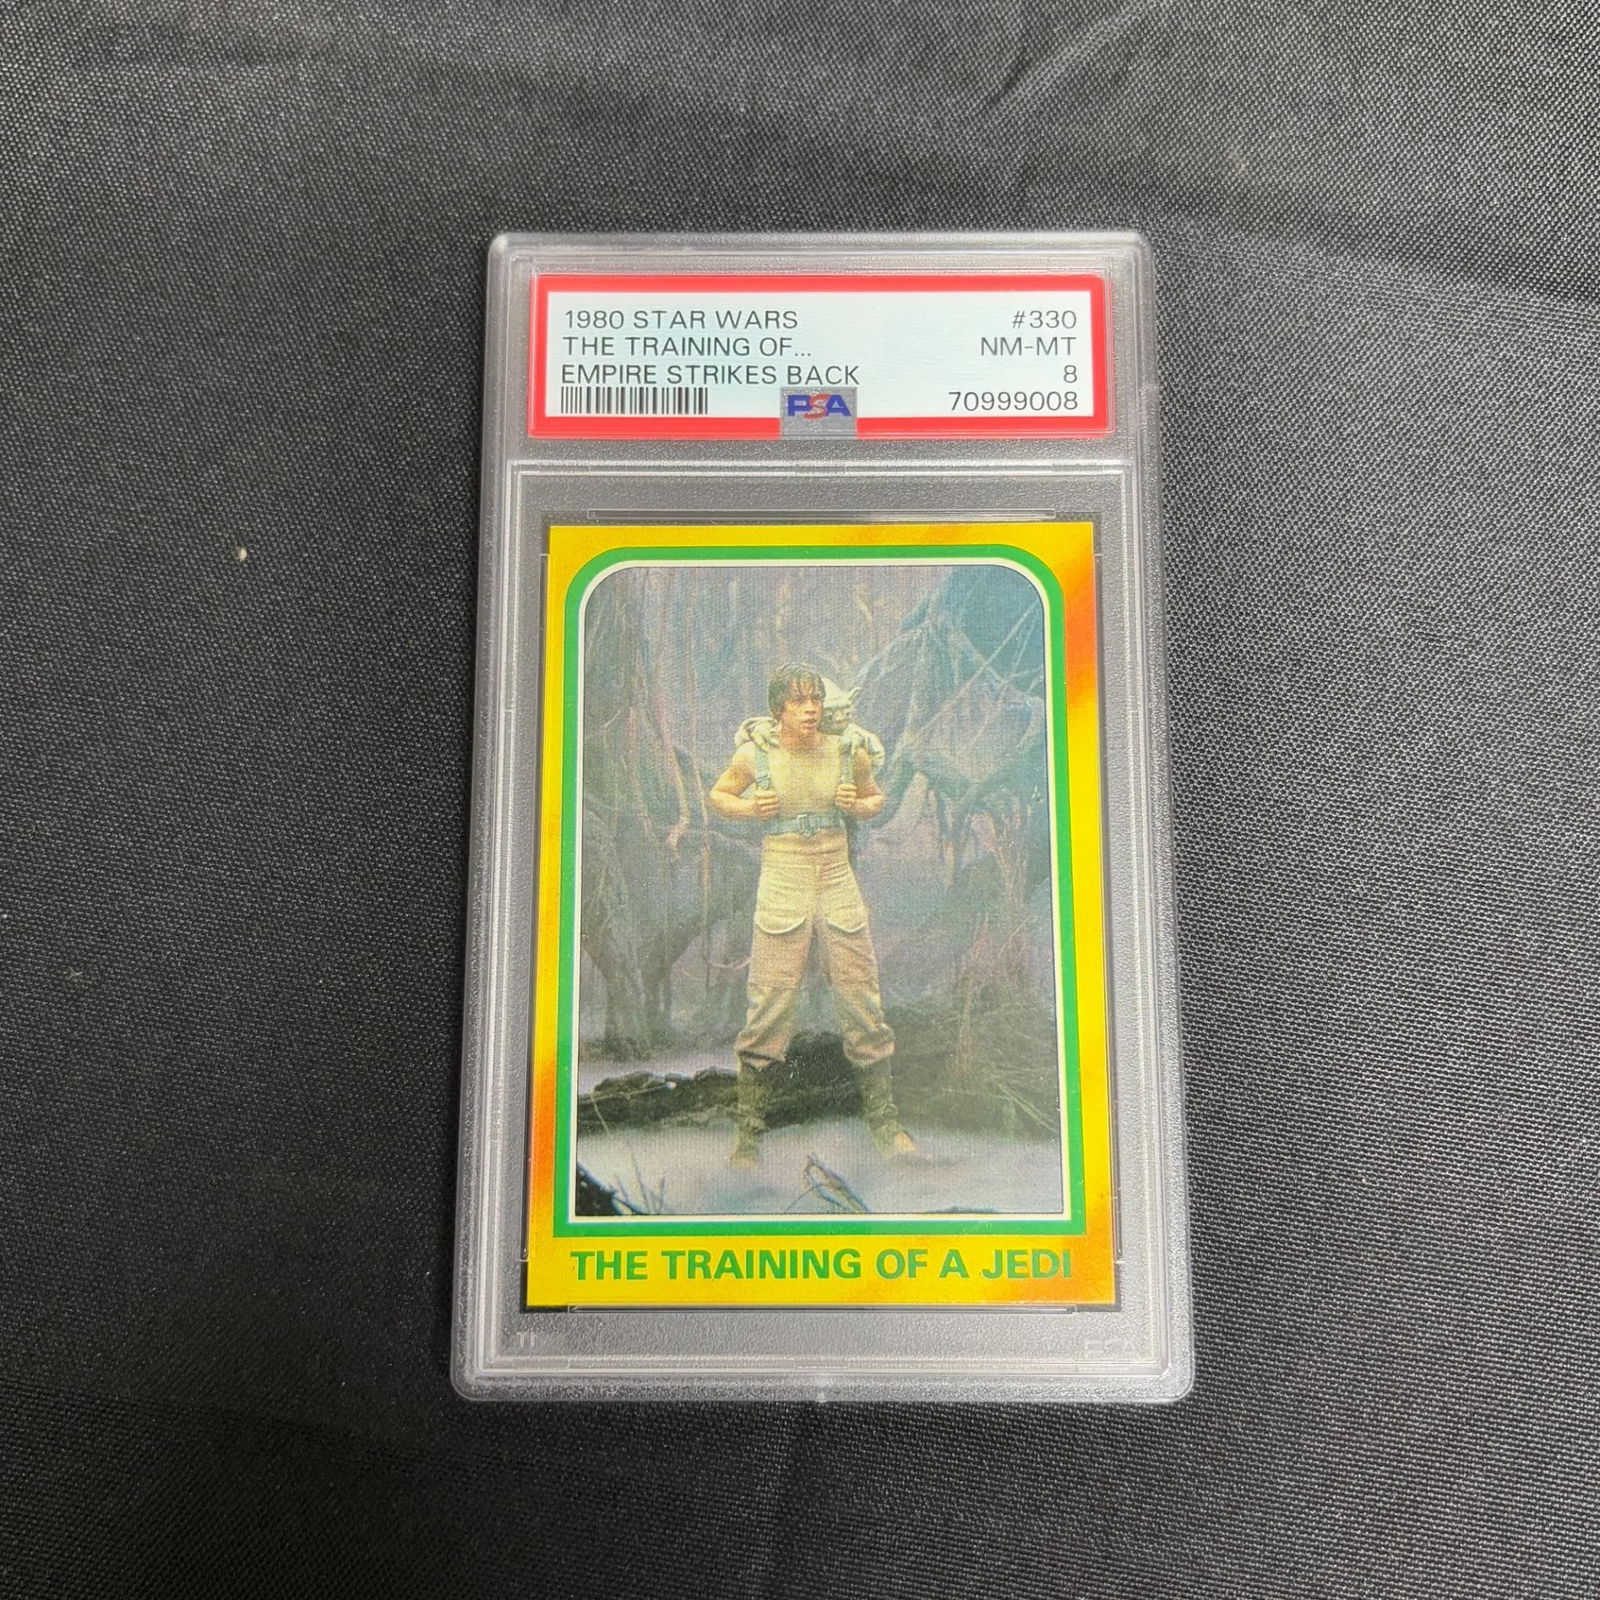 1980 STAR WARS #330
THE TRAINING OF... NM-MT
EMPIRE STRIKES BACK 8
PSA 70999008
THE TRAINING OF A JEDI
PSA